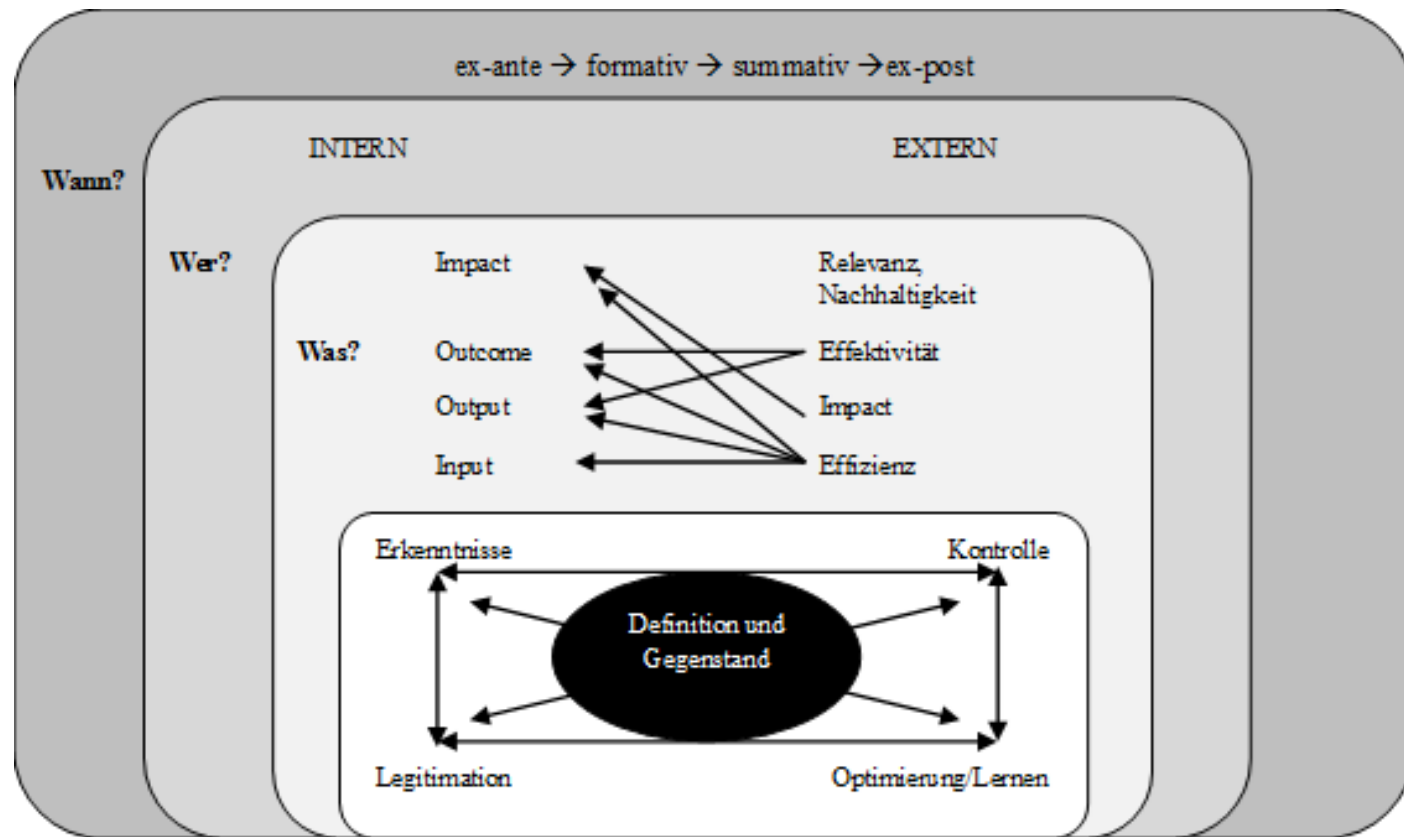 ex-ante → formativ → summativ →ex-post
INTERN EXTERN
Wann?
Wer?
Impact Relevanz,
Nachhaltigkeit
Was? Outcome Effektivität
Output Impact
Input Effizienz
Erkenntnisse Kontrolle
Definition und
Gegenstand
Legitimation Optimierung/Lernen